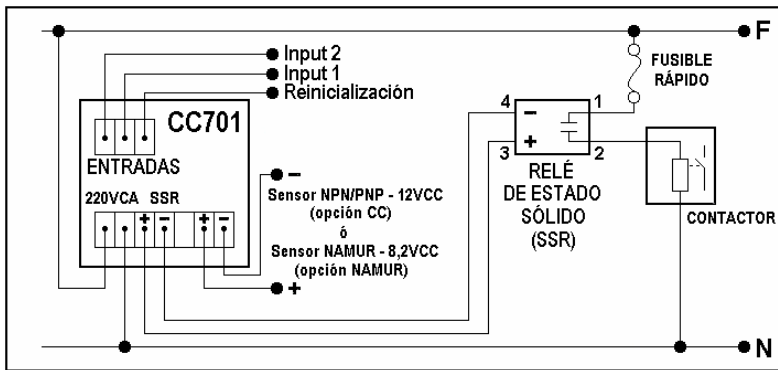 F
Input 2
Input 1
Reinicialización
FUSIBLE
RÁPIDO
CC701
ENTRADAS
220VCA SSR
+ − + −
−
Sensor NPN/PNP - 12VCC
(opción CC)
ó
Sensor NAMUR - 8,2VCC
(opción NAMUR)
+
4 − 1
3 + 2
RELÉ
DE ESTADO
SÓLIDO
(SSR)
CONTACTOR
N